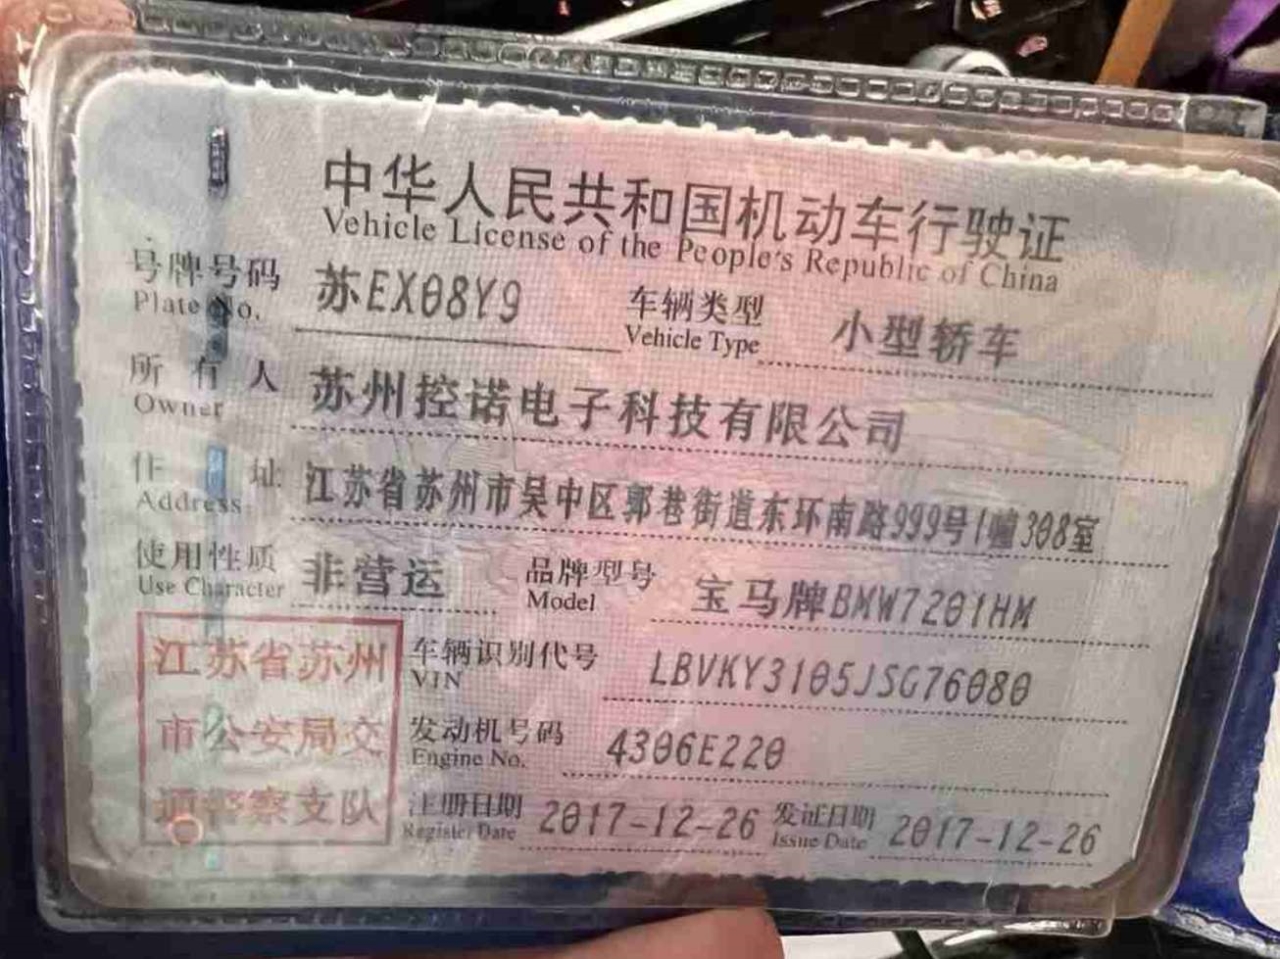 中华人民共和国机动车行驶证
Vehicle License of the People's Republic of China
号牌号码 苏EX08Y9 车辆类型 小型轿车
Plate No. Vehicle Type
所有人 苏州控诺电子科技有限公司
Owner
住址 江苏省苏州市吴中区郭巷街道东环南路999号1幢308室
Address
使用性质 非营运 品牌型号 宝马牌BMW7201HM
Use Character Model
江苏省苏州
市公安局交
通警察支队
车辆识别代号 LBVKY3105JSG76080
VIN
发动机号码 4306E220
Engine No.
注册日期 2017-12-26 发证日期 2017-12-26
Register Date Issue Date